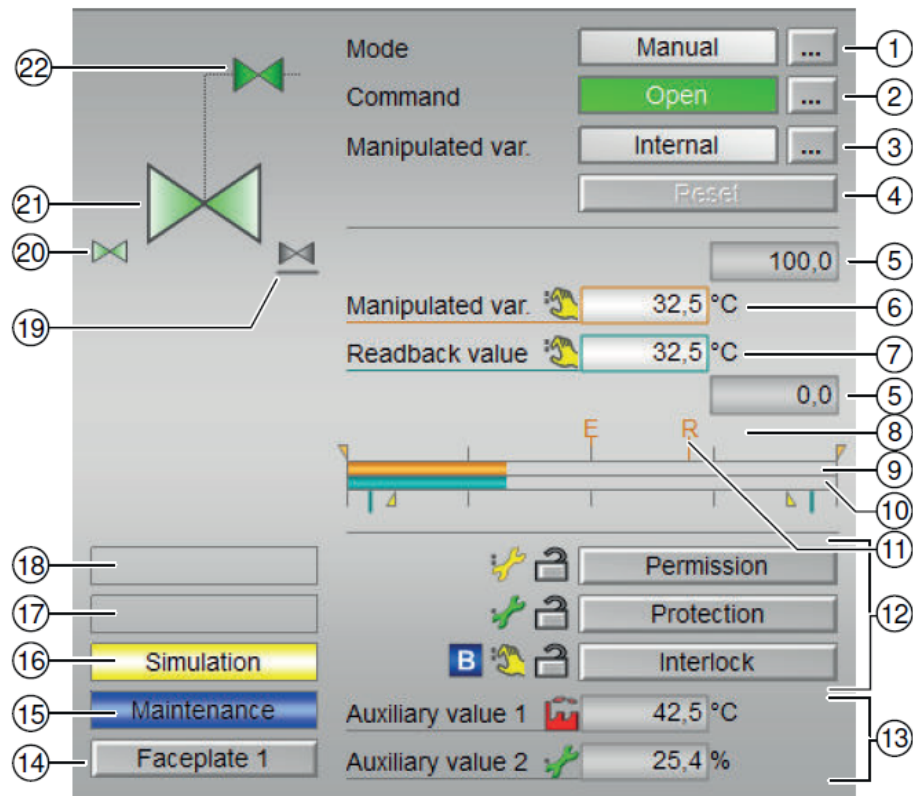 22
Mode Manual ... 1
Command Open ... 2
Manipulated var. Internal ... 3
Reset 4
21
20
19
100,0 5
Manipulated var. 32,5 °C 6
Readback value 32,5 °C 7
0,0 5
E R 8
9
10
11
18 Permission
17 Protection 12
16 Simulation B Interlock
15 Maintenance Auxiliary value 1 42,5 °C
13
14 Faceplate 1 Auxiliary value 2 25,4 %